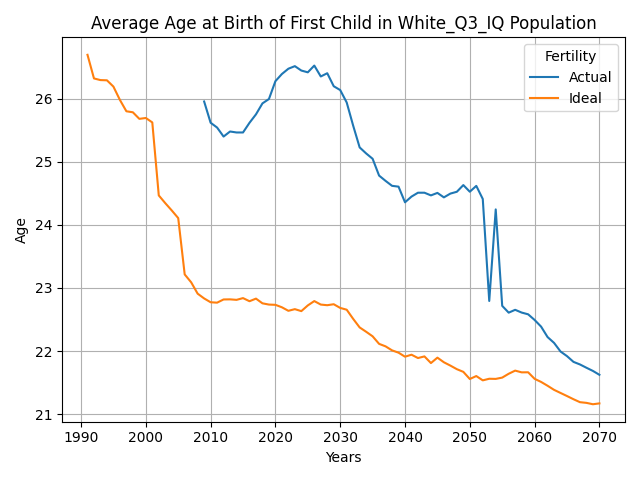 Average Age at Birth of First Child in White_Q3_IQ Population
Fertility
Actual
Ideal
Age
26
25
24
23
22
21
1990
2000
2010
2020
2030
2040
2050
2060
2070
Years